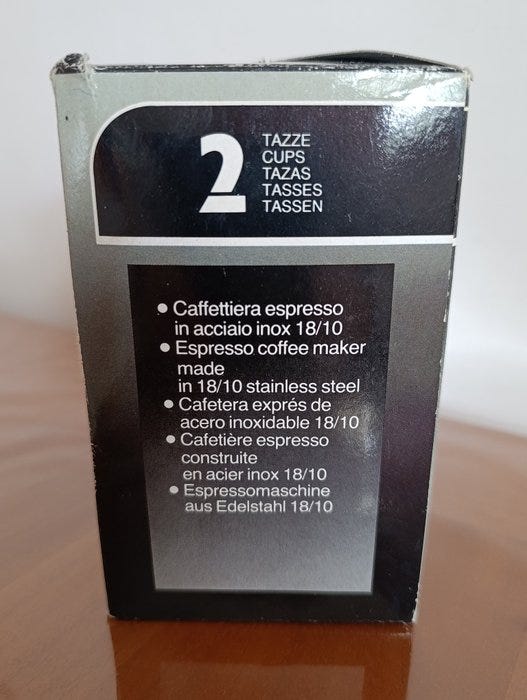 2
TAZZE
CUPS
TAZAS
TASSES
TASSEN
• Caffettiera espresso
in acciaio inox 18/10
• Espresso coffee maker
made
in 18/10 stainless steel
• Cafetera exprés de
acero inoxidable 18/10
• Cafetière espresso
construite
en acier inox 18/10
• Espressomaschine
aus Edelstahl 18/10